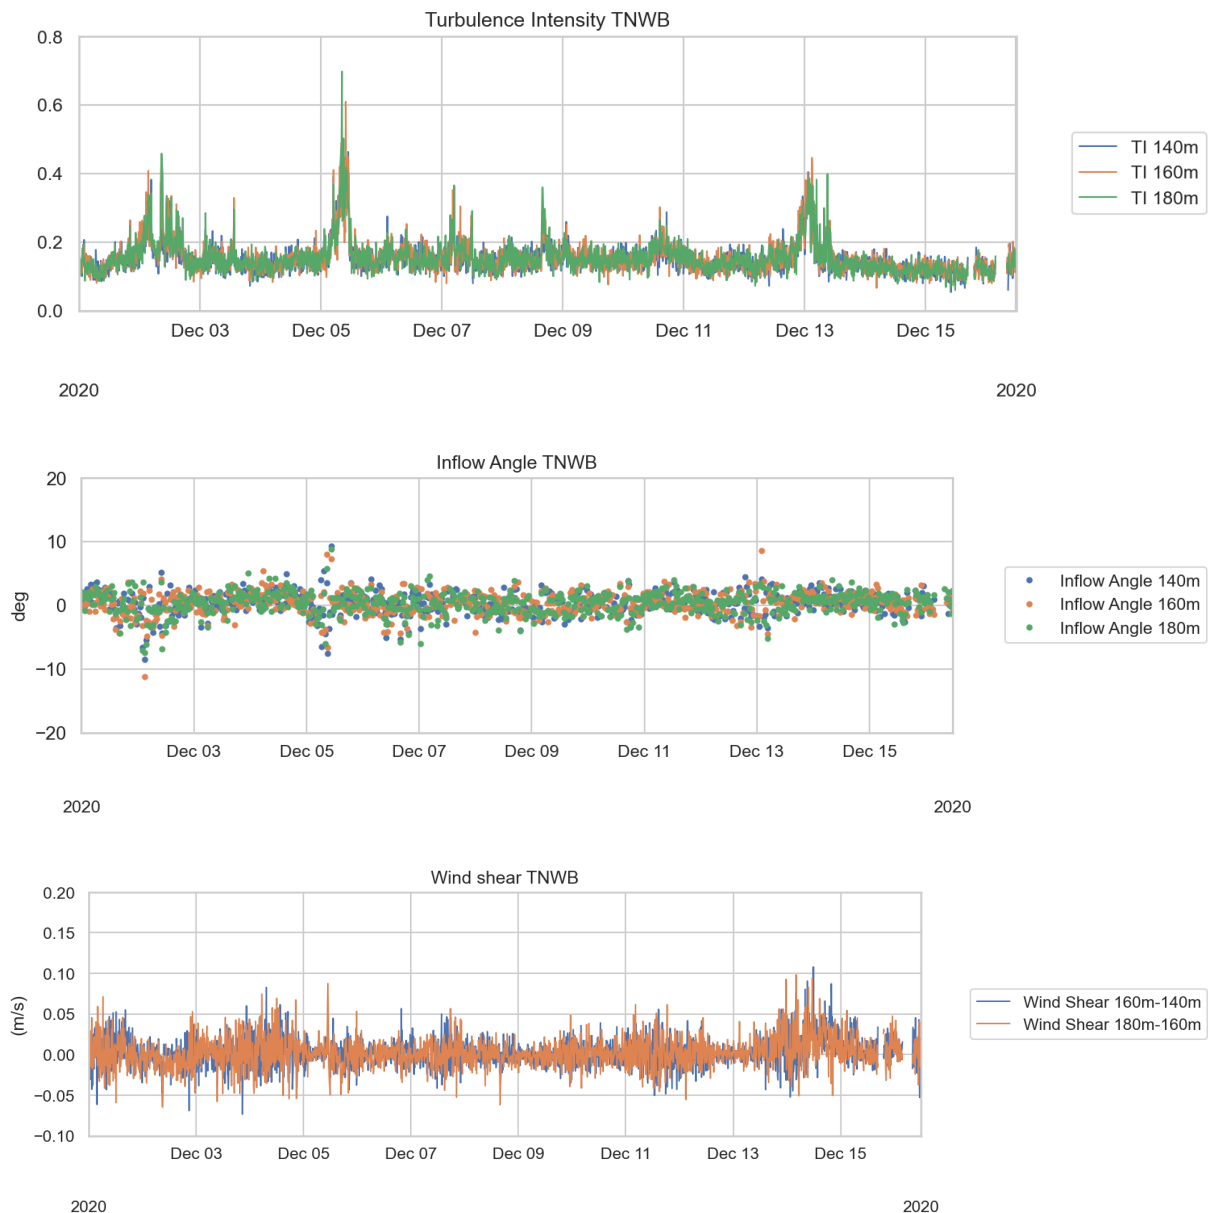 Turbulence Intensity TNWB
0.8
0.6
0.4
0.2
0.0
Dec 03 Dec 05 Dec 07 Dec 09 Dec 11 Dec 13 Dec 15
2020 2020
TI 140m
TI 160m
TI 180m
Inflow Angle TNWB
deg
20
10
0
−10
−20
Dec 03 Dec 05 Dec 07 Dec 09 Dec 11 Dec 13 Dec 15
2020 2020
Inflow Angle 140m
Inflow Angle 160m
Inflow Angle 180m
Wind shear TNWB
(m/s)
0.20
0.15
0.10
0.05
0.00
−0.05
−0.10
Dec 03 Dec 05 Dec 07 Dec 09 Dec 11 Dec 13 Dec 15
2020 2020
Wind Shear 160m-140m
Wind Shear 180m-160m